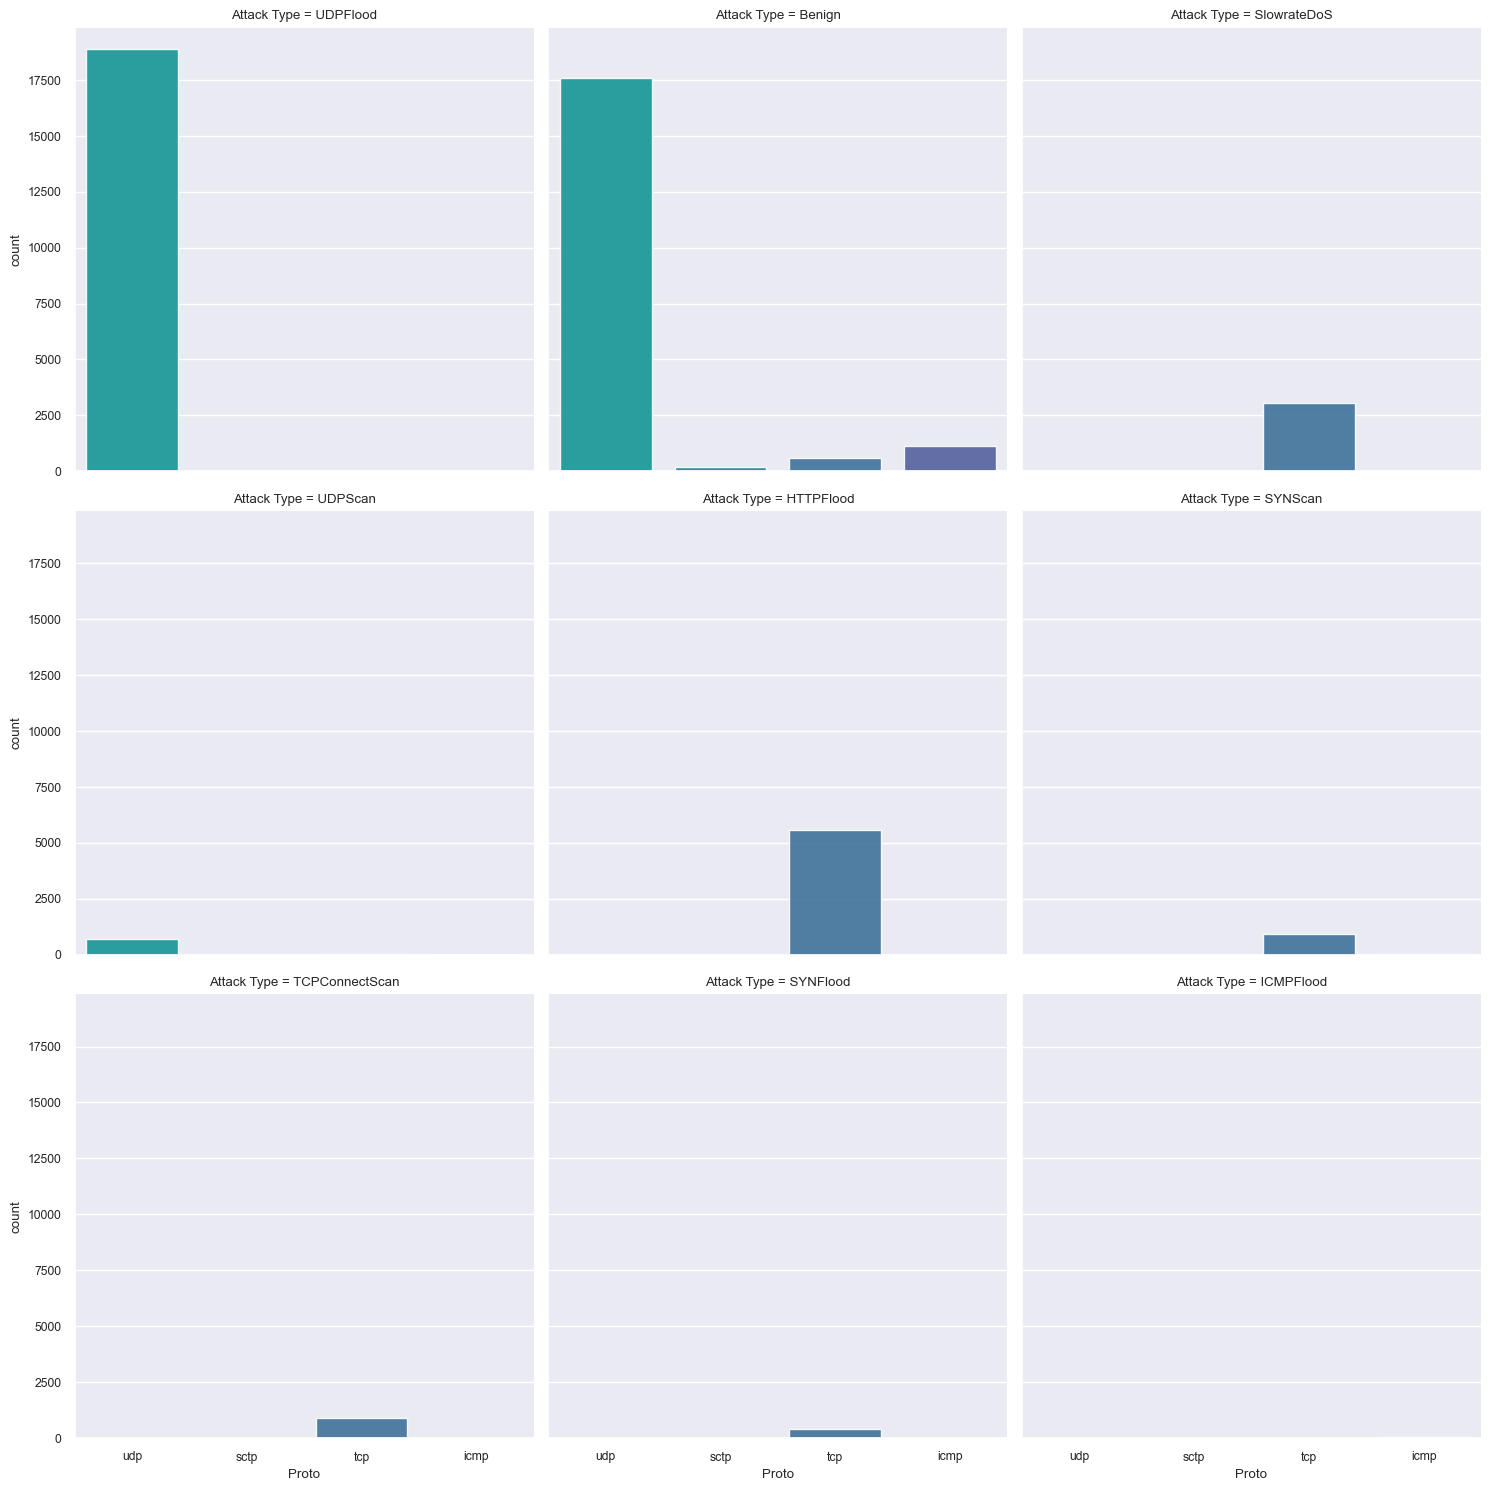 Attack Type = UDPFlood
Attack Type = Benign
Attack Type = SlowrateDoS
17500
15000
12500
10000
7500
5000
2500
0
count
Attack Type = UDPScan
Attack Type = HTTPFlood
Attack Type = SYNScan
17500
15000
12500
10000
7500
5000
2500
0
count
Attack Type = TCPConnectScan
Attack Type = SYNFlood
Attack Type = ICMPFlood
17500
15000
12500
10000
7500
5000
2500
0
count
udp sctp tcp icmp
Proto
udp sctp tcp icmp
Proto
udp sctp tcp icmp
Proto